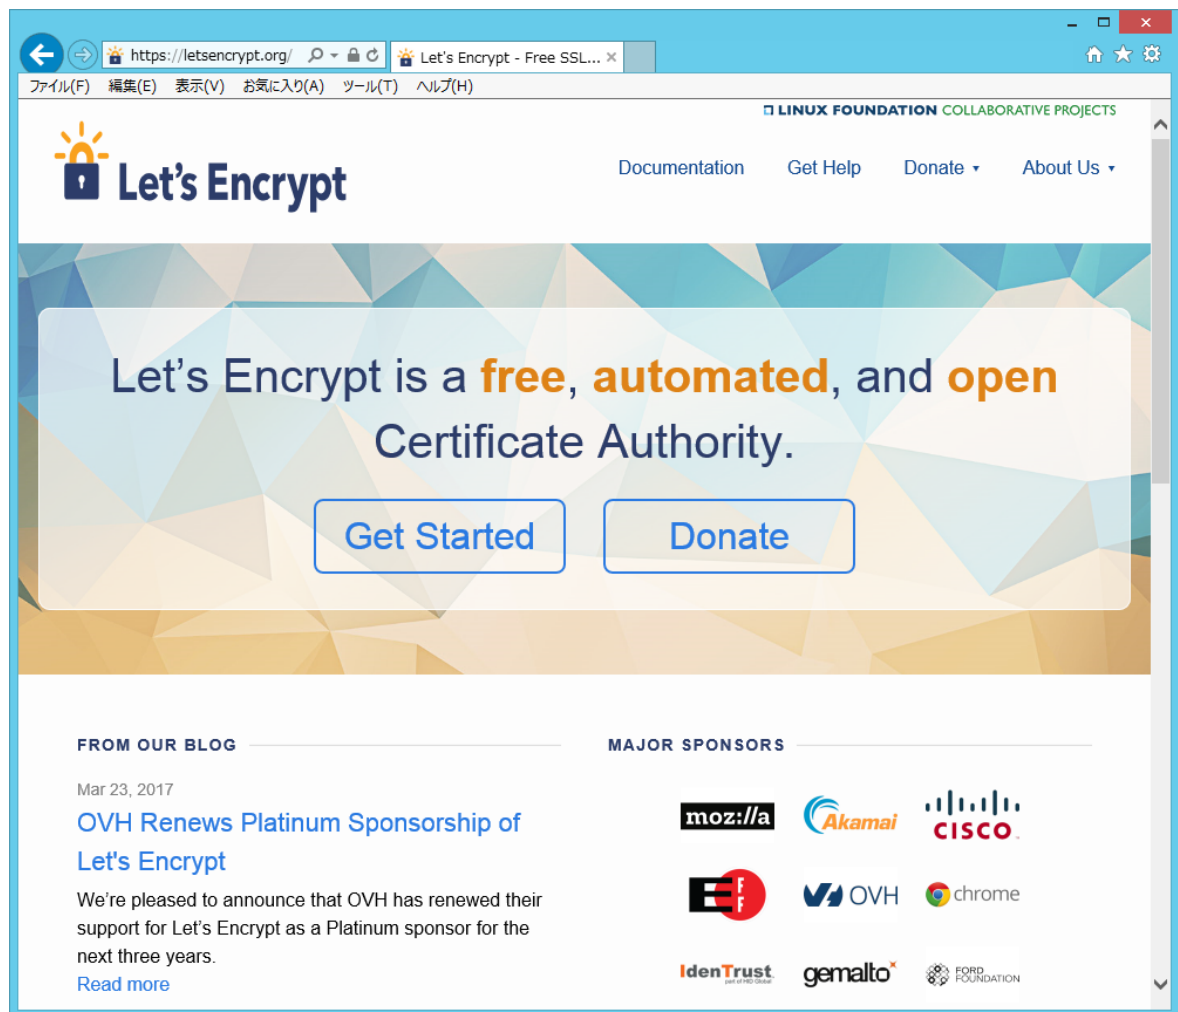 https://letsencrypt.org/
Let's Encrypt - Free SSL...
ファイル(F) 編集(E) 表示(V) お気に入り(A) ツール(T) ヘルプ(H)
LINUX FOUNDATION COLLABORATIVE PROJECTS
Let's Encrypt
Documentation Get Help Donate About Us
Let's Encrypt is a free, automated, and open
Certificate Authority.
Get Started Donate
FROM OUR BLOG
Mar 23, 2017
OVH Renews Platinum Sponsorship of
Let's Encrypt
We're pleased to announce that OVH has renewed their
support for Let's Encrypt as a Platinum sponsor for the
next three years.
Read more
MAJOR SPONSORS
moz://a Akamai CISCO
EFF OVH chrome
IdenTrust
part of HID Global
gemalto
FORD
FOUNDATION